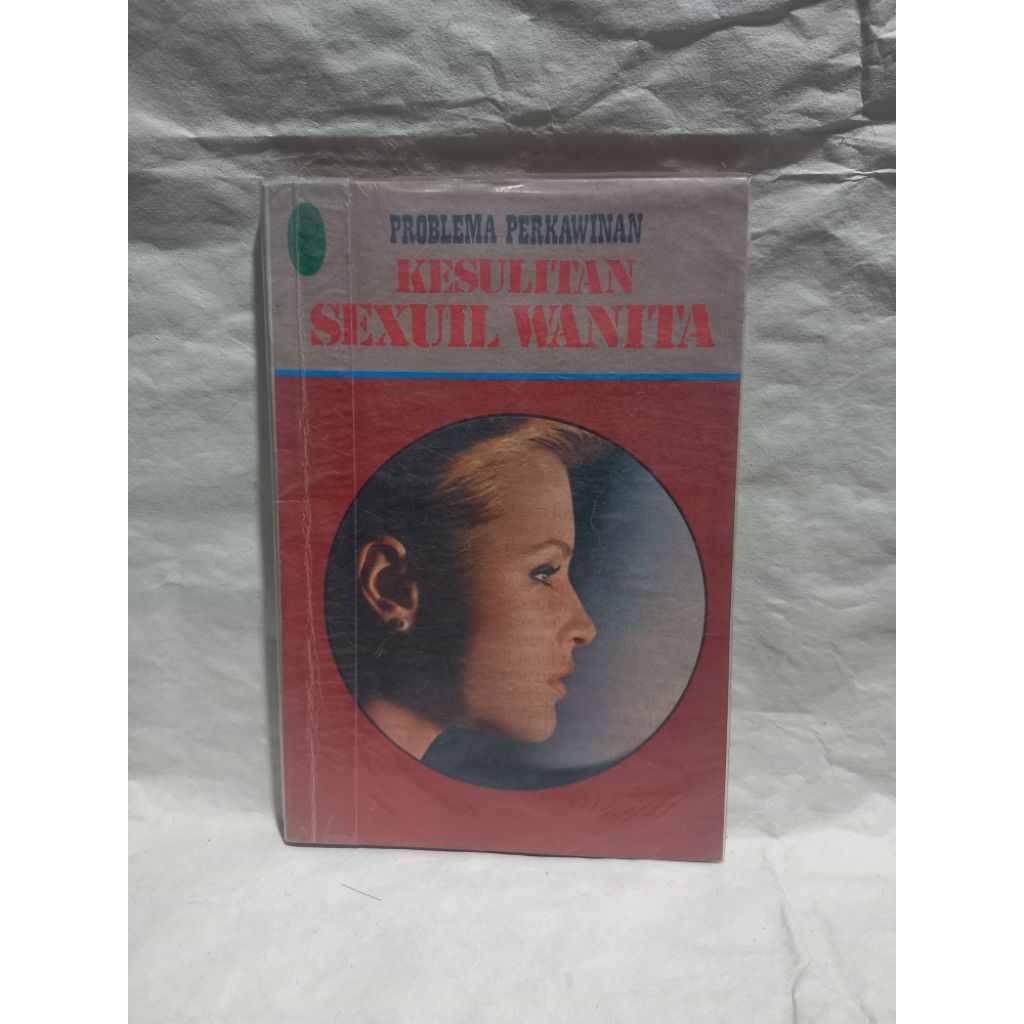 PROBLEMA PERKAWINAN
KESULITAN
SEXUIL WANITA